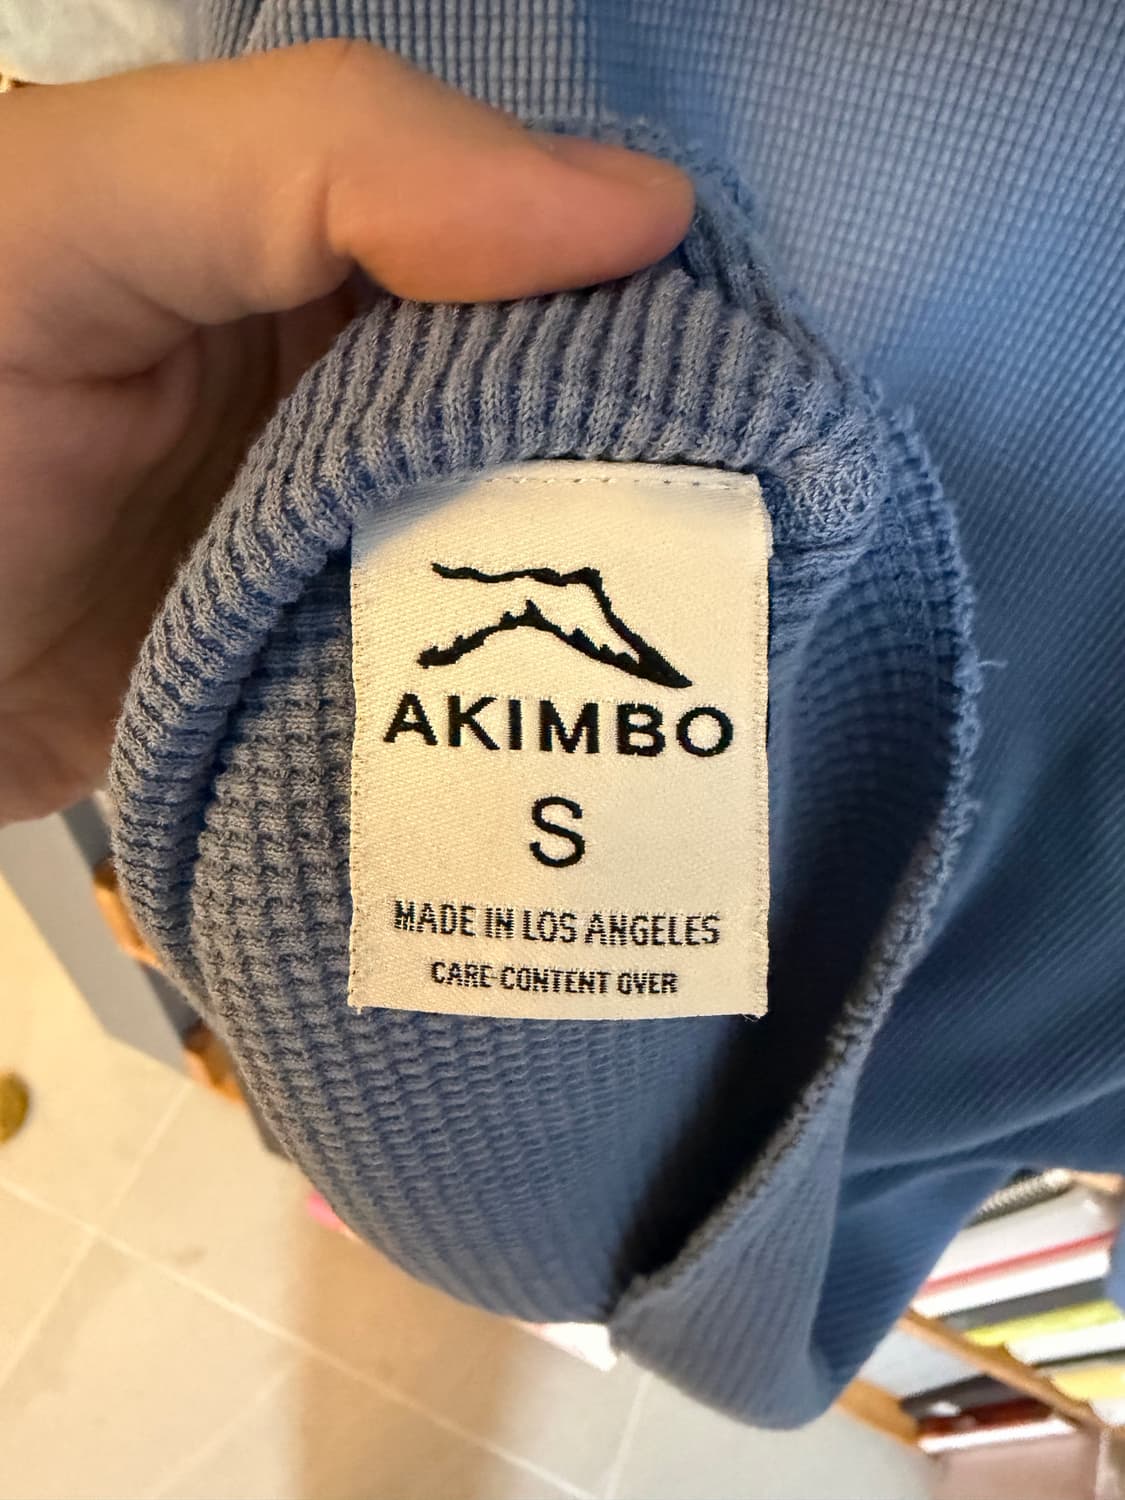 AKIMBO
S
MADE IN LOS ANGELES
CARE-CONTENT OVER